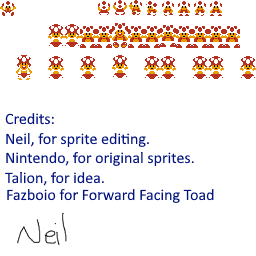 Credits:
Neil, for sprite editing.
Nintendo, for original sprites.
Talion, for idea.
Fazboio for Forward Facing Toad
Neil